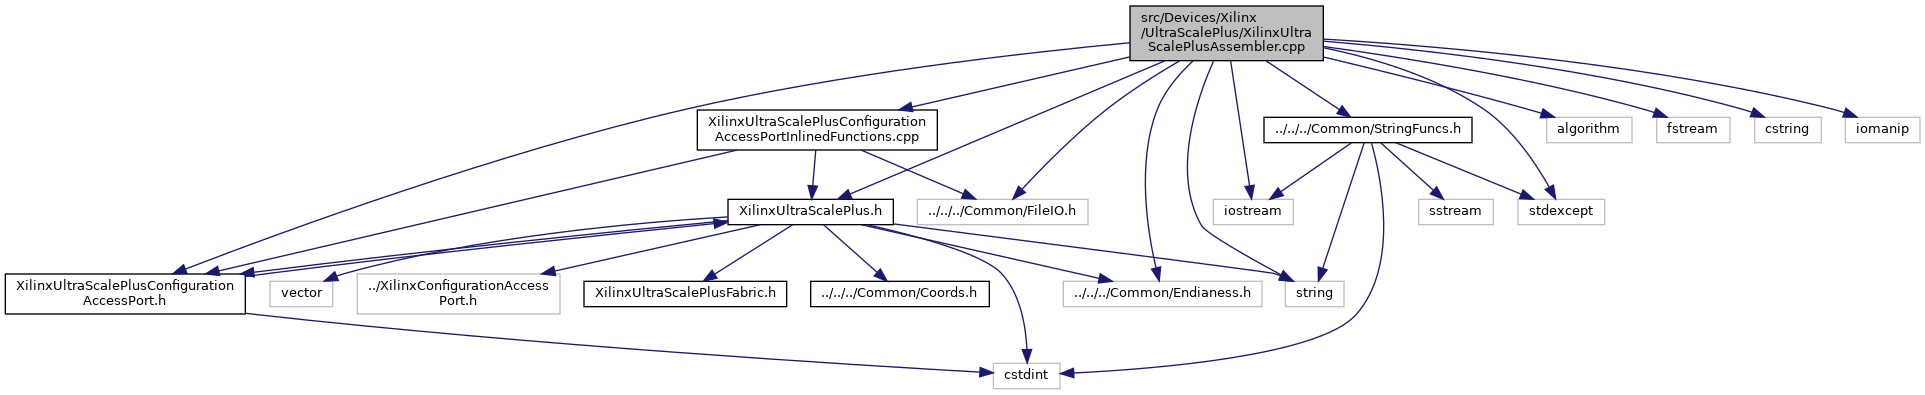 src/Devices/Xilinx
/UltraScalePlus/XilinxUltra
ScalePlusAssembler.cpp
XilinxUltraScalePlusConfiguration
AccessPortInlinedFunctions.cpp
../../../Common/StringFuncs.h
algorithm
fstream
cstring
iomanip
XilinxUltraScalePlus.h
../../../Common/FileIO.h
iostream
sstream
stdexcept
XilinxUltraScalePlusConfiguration
AccessPort.h
vector
../XilinxConfigurationAccess
Port.h
XilinxUltraScalePlusFabric.h
../../../Common/Coords.h
../../../Common/Endianess.h
string
cstdint